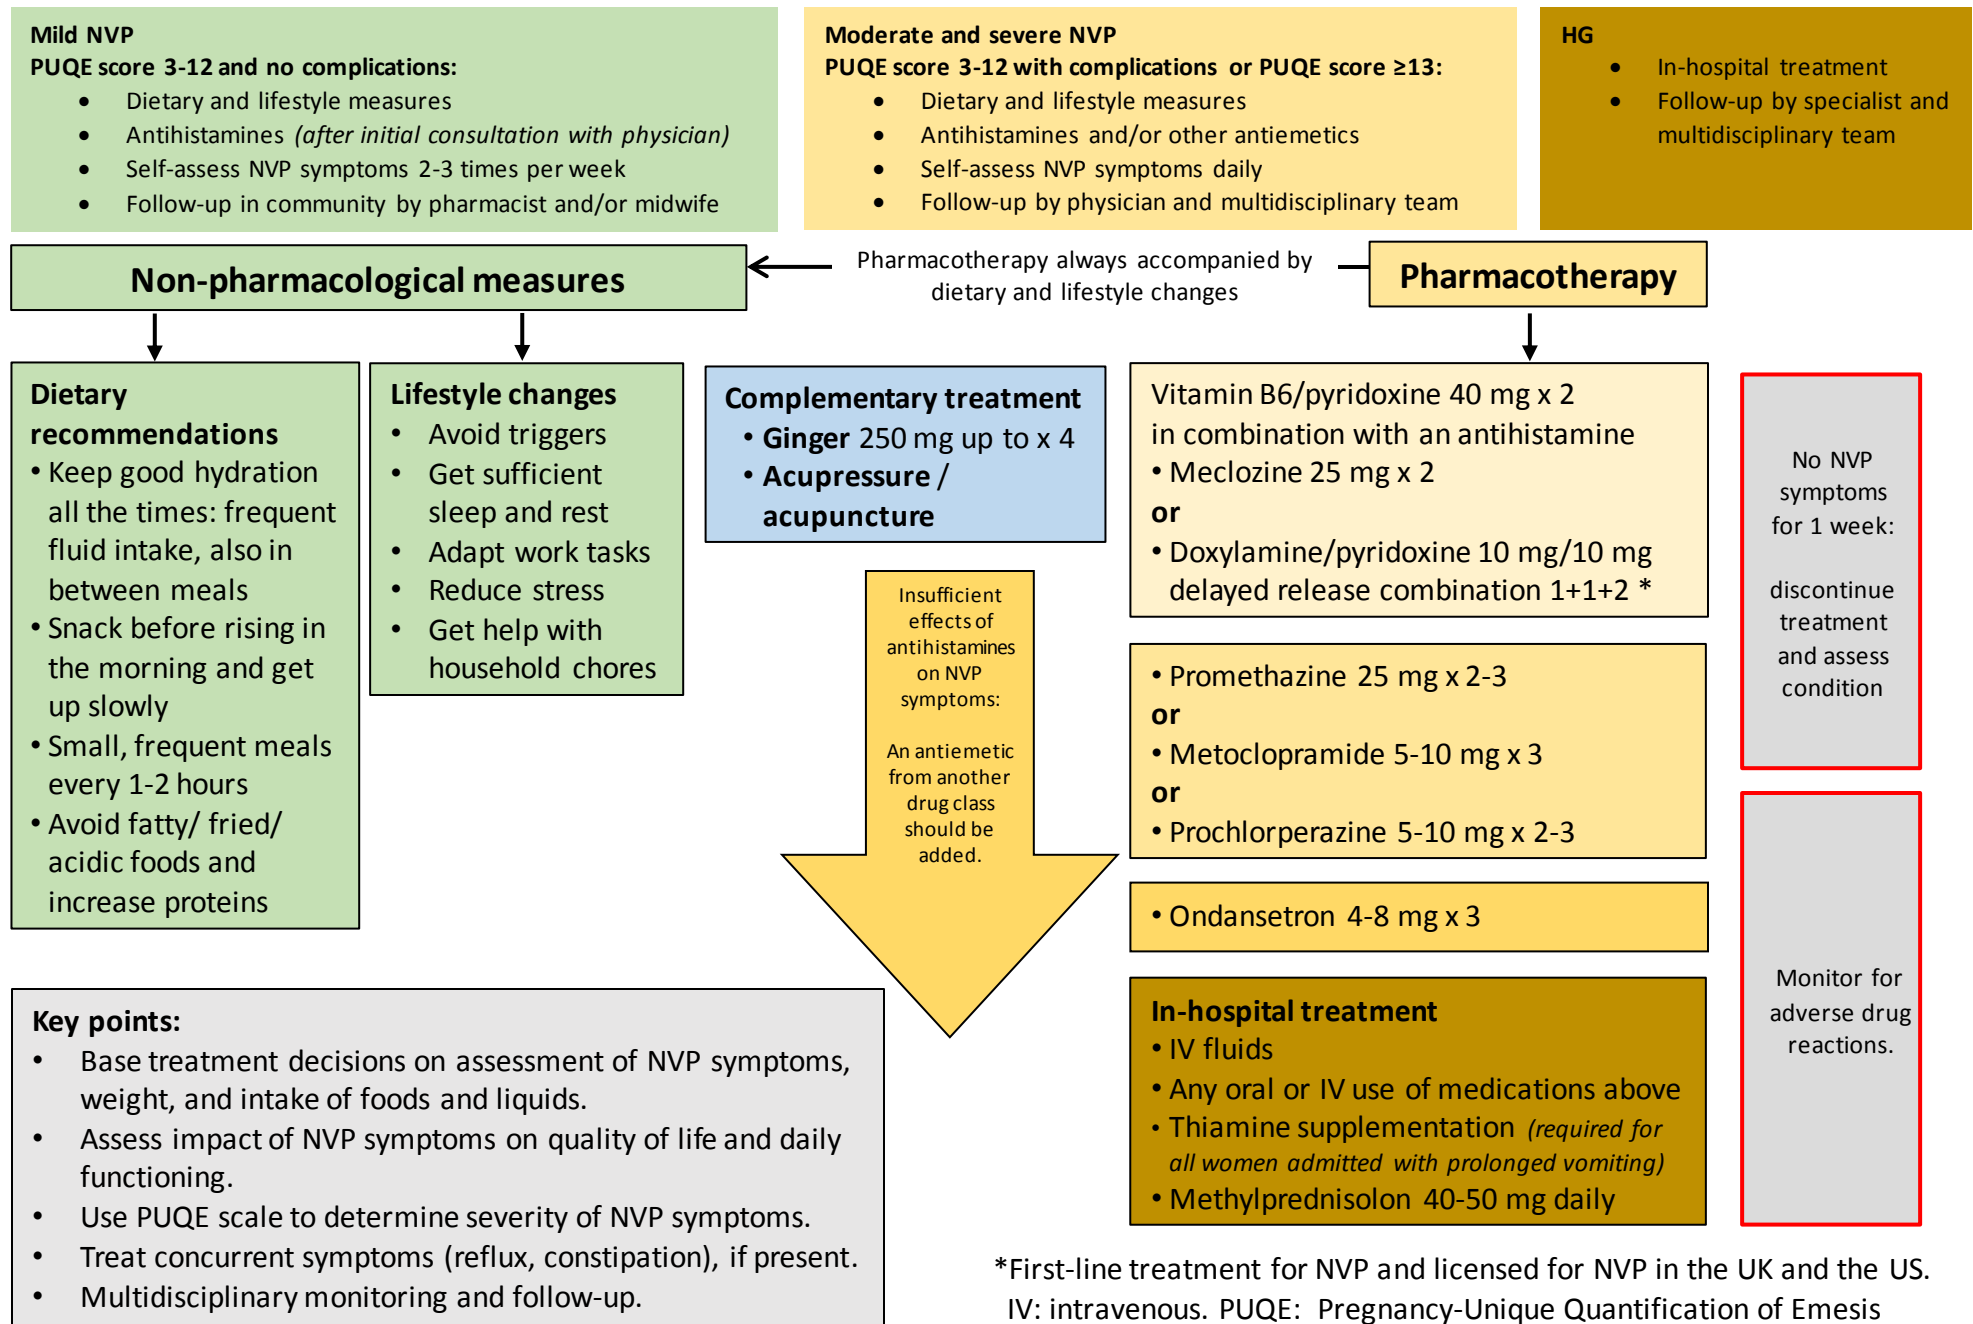 Mild NVP
PUQE score 3-12 and no complications:
• Dietary and lifestyle measures
• Antihistamines (after initial consultation with physician)
• Self-assess NVP symptoms 2-3 times per week
• Follow-up in community by pharmacist and/or midwife
Moderate and severe NVP
PUQE score 3-12 with complications or PUQE score ≥13:
• Dietary and lifestyle measures
• Antihistamines and/or other antiemetics
• Self-assess NVP symptoms daily
• Follow-up by physician and multidisciplinary team
HG
• In-hospital treatment
• Follow-up by specialist and
multidisciplinary team
Non-pharmacological measures
Pharmacotherapy always accompanied by
dietary and lifestyle changes
Pharmacotherapy
Dietary
recommendations
• Keep good hydration
all the times: frequent
fluid intake, also in
between meals
• Snack before rising in
the morning and get
up slowly
• Small, frequent meals
every 1-2 hours
• Avoid fatty/ fried/
acidic foods and
increase proteins
Lifestyle changes
• Avoid triggers
• Get sufficient
sleep and rest
• Adapt work tasks
• Reduce stress
• Get help with
household chores
Complementary treatment
• Ginger 250 mg up to x 4
• Acupressure /
acupuncture
Insufficient
effects of
antihistamines
on NVP
symptoms:
An antiemetic
from another
drug class
should be
added.
Vitamin B6/pyridoxine 40 mg x 2
in combination with an antihistamine
• Meclozine 25 mg x 2
or
• Doxylamine/pyridoxine 10 mg/10 mg
delayed release combination 1+1+2 *
• Promethazine 25 mg x 2-3
or
• Metoclopramide 5-10 mg x 3
or
• Prochlorperazine 5-10 mg x 2-3
• Ondansetron 4-8 mg x 3
In-hospital treatment
• IV fluids
• Any oral or IV use of medications above
• Thiamine supplementation (required for
all women admitted with prolonged vomiting)
• Methylprednisolon 40-50 mg daily
No NVP
symptoms
for 1 week:
discontinue
treatment
and assess
condition
Monitor for
adverse drug
reactions.
Key points:
• Base treatment decisions on assessment of NVP symptoms,
weight, and intake of foods and liquids.
• Assess impact of NVP symptoms on quality of life and daily
functioning.
• Use PUQE scale to determine severity of NVP symptoms.
• Treat concurrent symptoms (reflux, constipation), if present.
• Multidisciplinary monitoring and follow-up.
*First-line treatment for NVP and licensed for NVP in the UK and the US.
IV: intravenous. PUQE: Pregnancy-Unique Quantification of Emesis